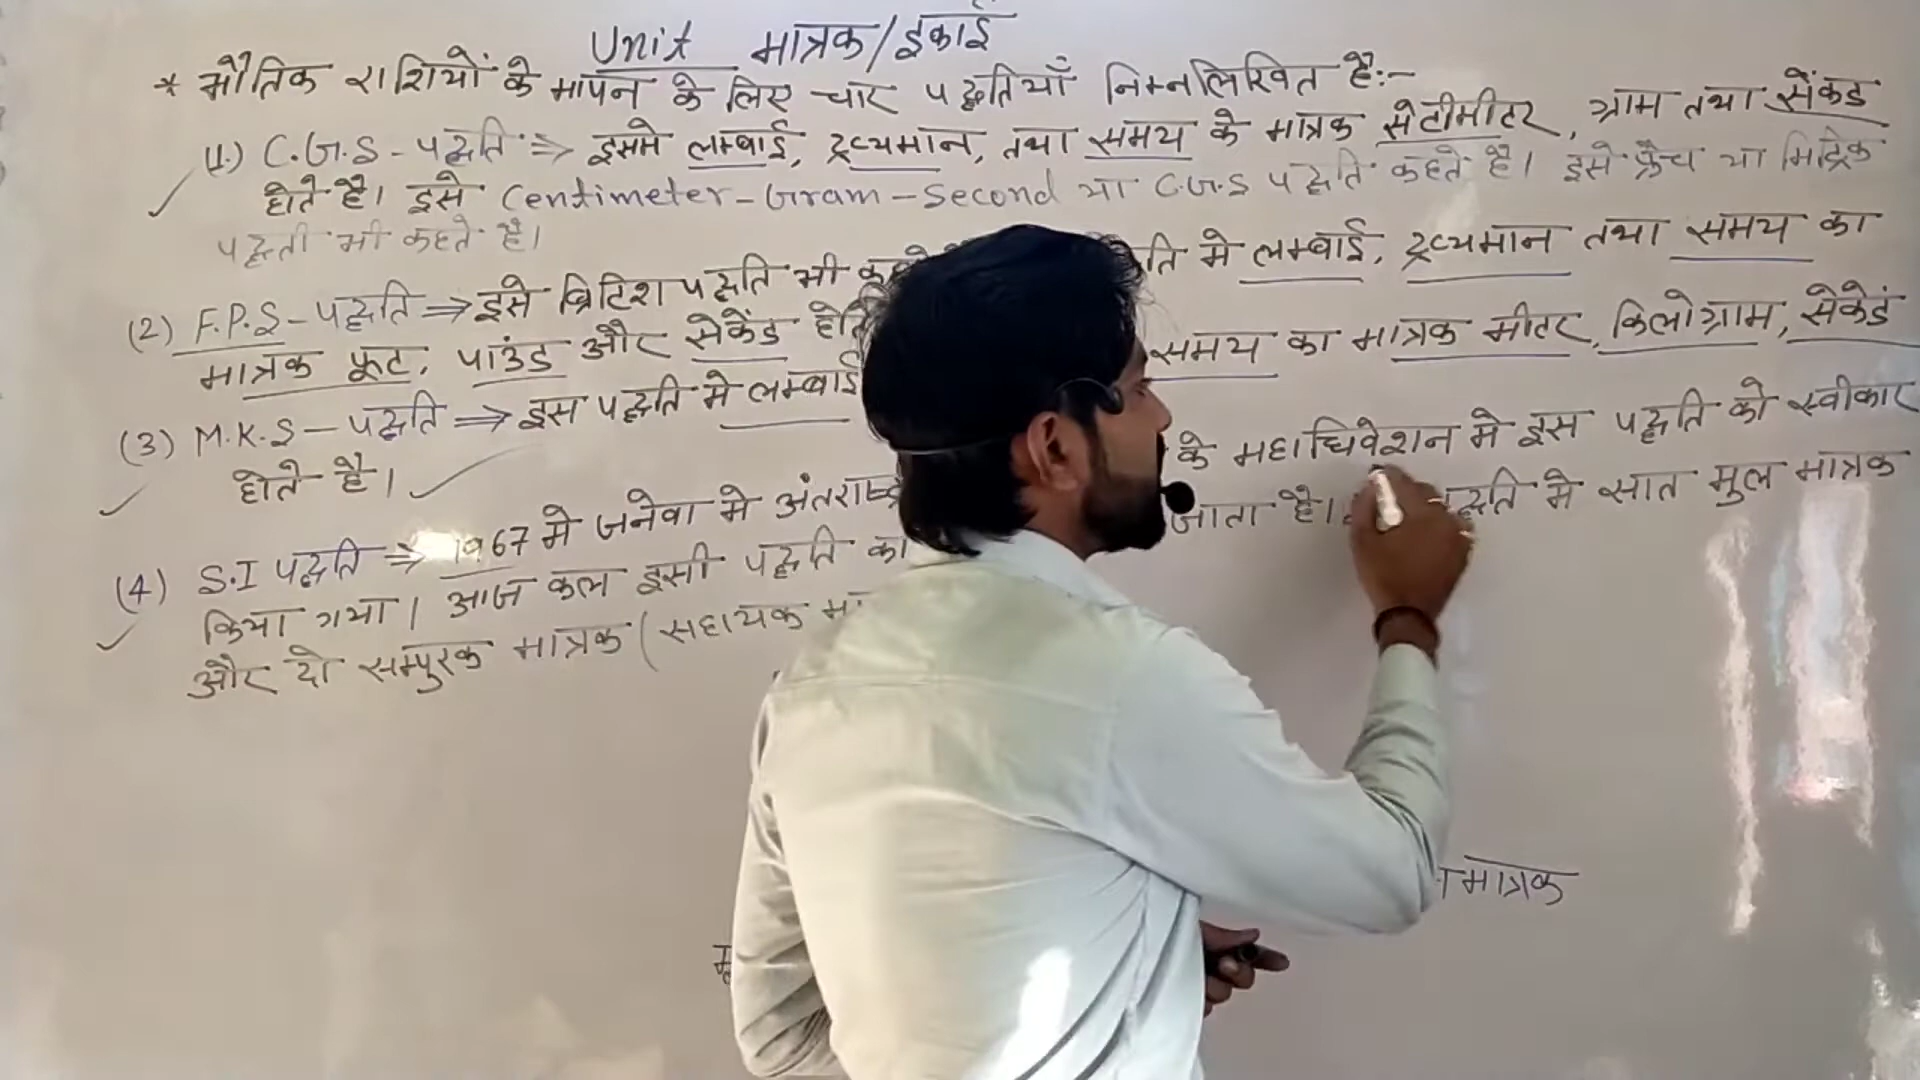 Unit मात्रक/इकाई
* भौतिक राशियों के मापन के लिए चार पद्धतियाँ निम्नलिखित है:-
(1.) C.G.S - पद्धति ⇒ इसमे लम्बाई, द्रव्यमान, तथा समय के मात्रक सेंटीमीटर, ग्राम तथा सेंकेंड
होते है। इसे Centimeter-Gram-Second या C.G.S पद्धति कहते है। इसे फ्रेंच या मिट्रिक
पद्धती भी कहते है।
(2) F.P.S - पद्धति ⇒ इसे ब्रिटिश पद्धति भी मे लम्बाई, द्रव्यमान तथा समय का
मात्रक फूट, पाउंड और सेकेंड
(3) M.K.S – पद्धति ⇒ इस पद्धति मे लम्बाई समय का मात्रक मीटर, किलोग्राम, सेकेंड
होते है।
(4) S.I पद्धति ⇒ 1967 मे जनेवा मे के महाधिवेशन मे इस पद्धति को स्वीकार
किया गया। आज कल इसी पद्धति का जाता है। मे सात मुल मात्रक
और दो सम्पुरक मात्रक (सहायक
मात्रक